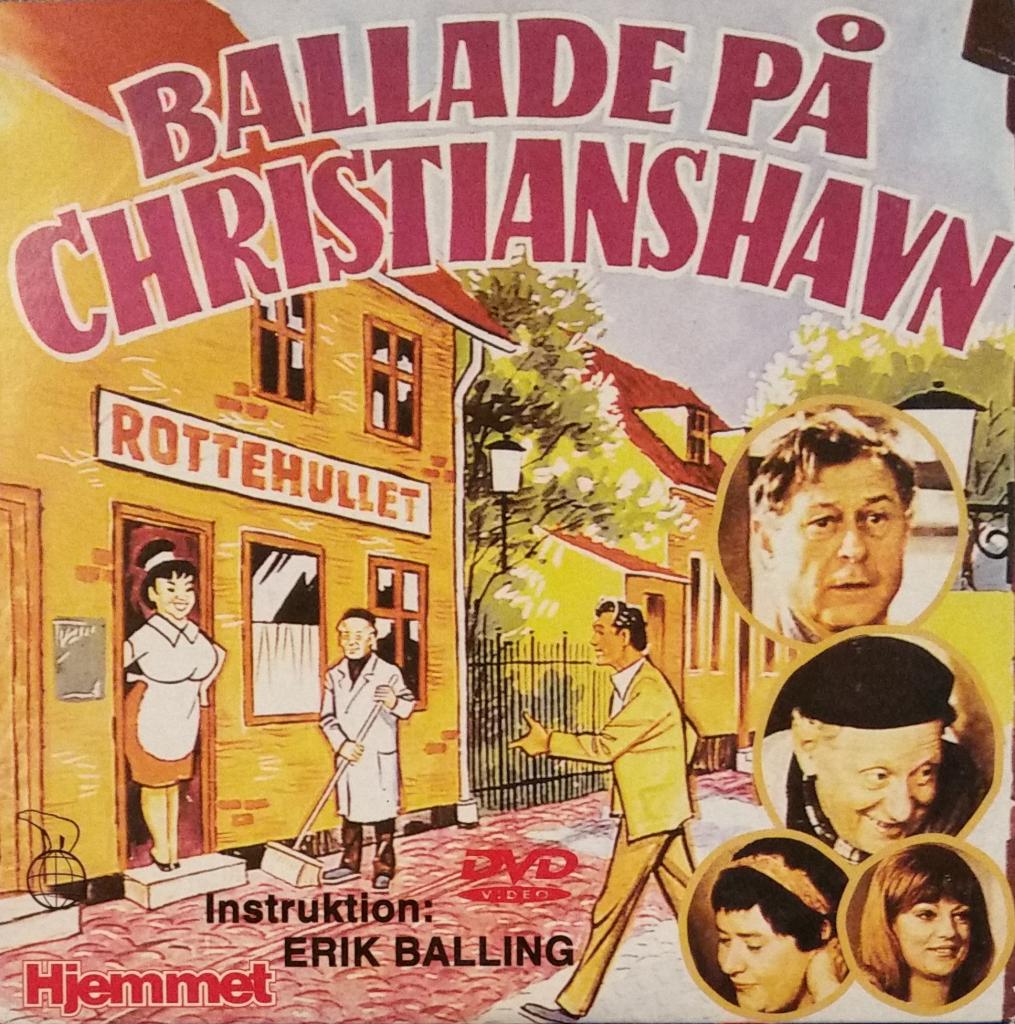 BALLADE PÅ
CHRISTIANSHAVN
ROTTEHULLET
DVD
VIDEO
Instruktion:
ERIK BALLING
Hjemmet